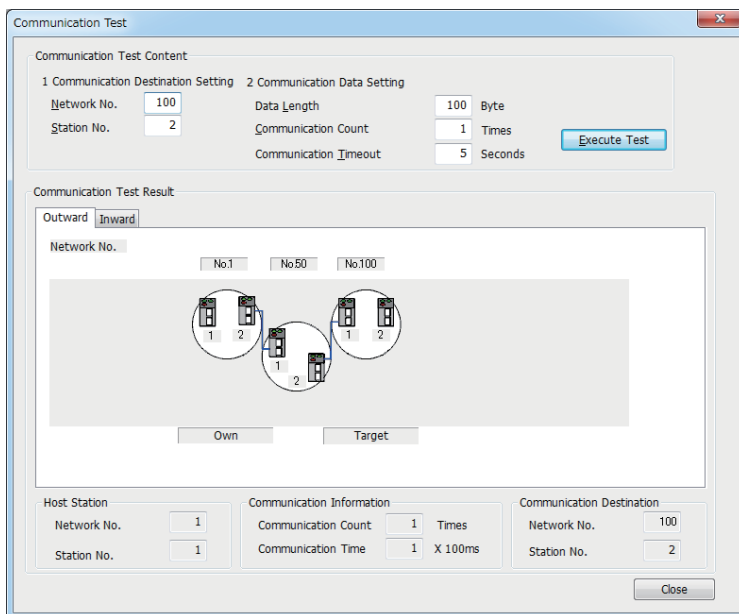 Communication Test
Communication Test Content
1 Communication Destination Setting
2 Communication Data Setting
Network No. 100
Data Length 100 Byte
Station No. 2
Communication Count 1 Times
Communication Timeout 5 Seconds
Execute Test
Communication Test Result
Outward Inward
Network No.
No.1 No.50 No.100
1 2 1 2
1
2
Own Target
Host Station
Network No. 1
Station No. 1
Communication Information
Communication Count 1 Times
Communication Time 1 X 100ms
Communication Destination
Network No. 100
Station No. 2
Close